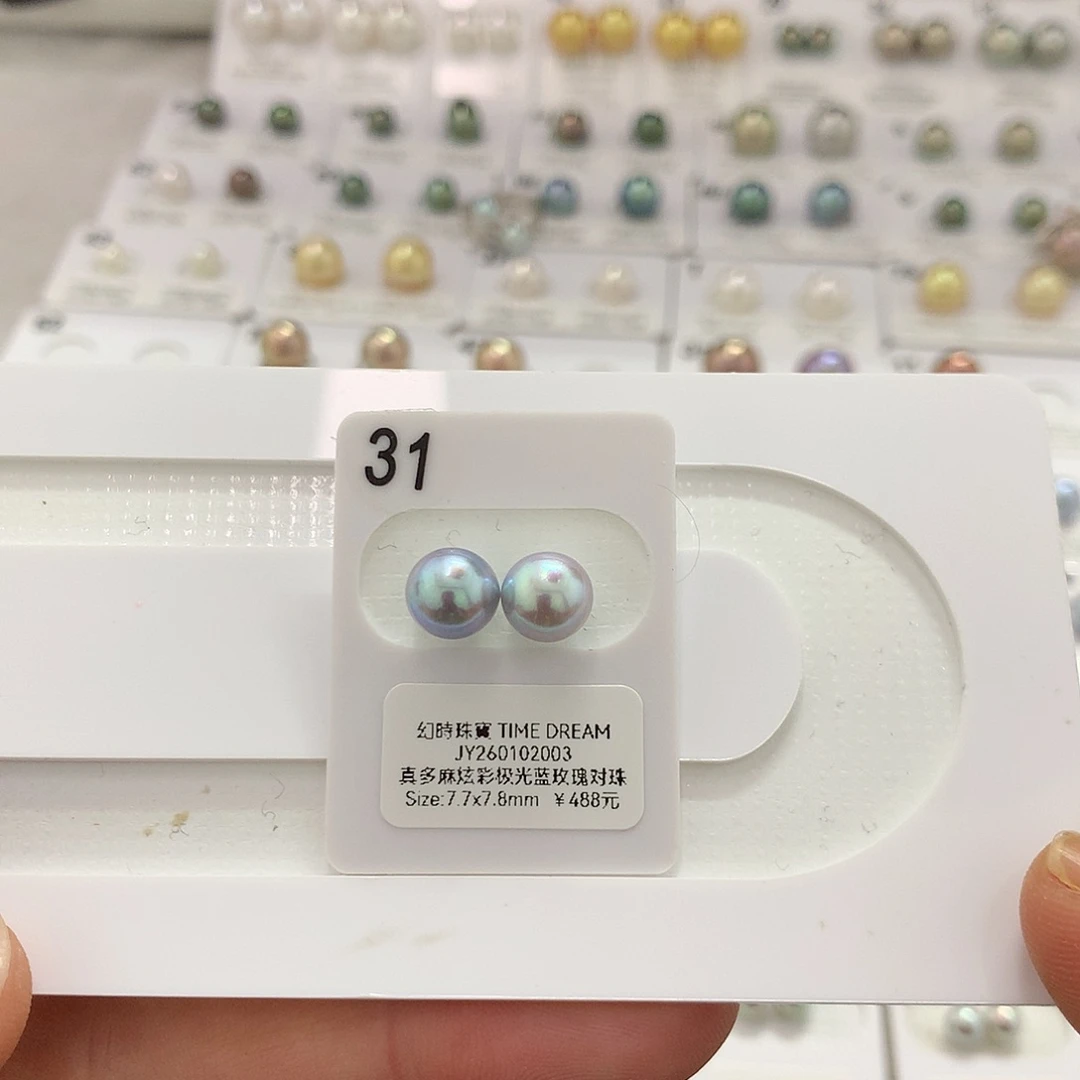 31
幻時珠寶 TIME DREAM
JY260102003
真多麻炫彩极光蓝玫瑰对珠
Size:7.7x7.8mm ￥488元